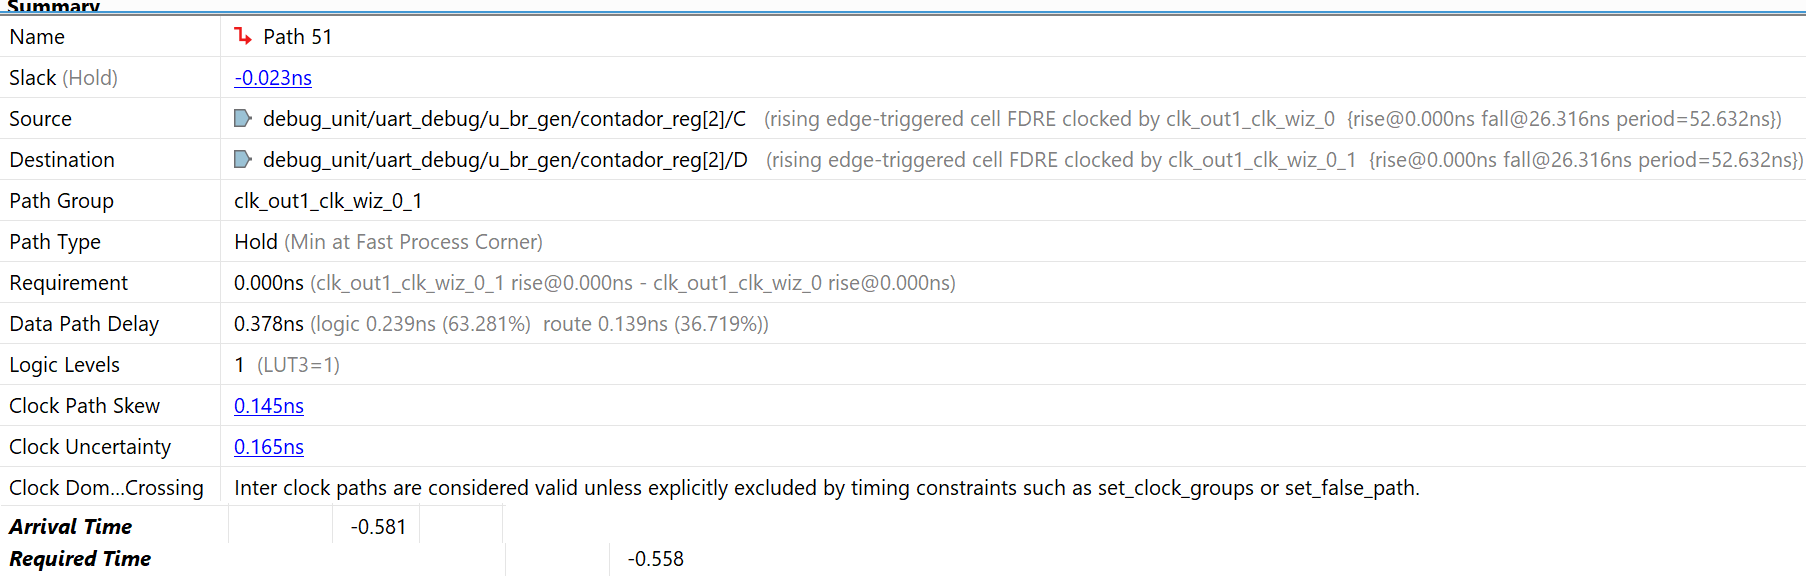 Summary
Name Path 51
Slack (Hold) -0.023ns
Source debug_unit/uart_debug/u_br_gen/contador_reg[2]/C (rising edge-triggered cell FDRE clocked by clk_out1_clk_wiz_0 {rise@0.000ns fall@26.316ns period=52.632ns})
Destination debug_unit/uart_debug/u_br_gen/contador_reg[2]/D (rising edge-triggered cell FDRE clocked by clk_out1_clk_wiz_0_1 {rise@0.000ns fall@26.316ns period=52.632ns})
Path Group clk_out1_clk_wiz_0_1
Path Type Hold (Min at Fast Process Corner)
Requirement 0.000ns (clk_out1_clk_wiz_0_1 rise@0.000ns - clk_out1_clk_wiz_0 rise@0.000ns)
Data Path Delay 0.378ns (logic 0.239ns (63.281%) route 0.139ns (36.719%))
Logic Levels 1 (LUT3=1)
Clock Path Skew 0.145ns
Clock Uncertainty 0.165ns
Clock Dom...Crossing Inter clock paths are considered valid unless explicitly excluded by timing constraints such as set_clock_groups or set_false_path.
Arrival Time -0.581
Required Time -0.558